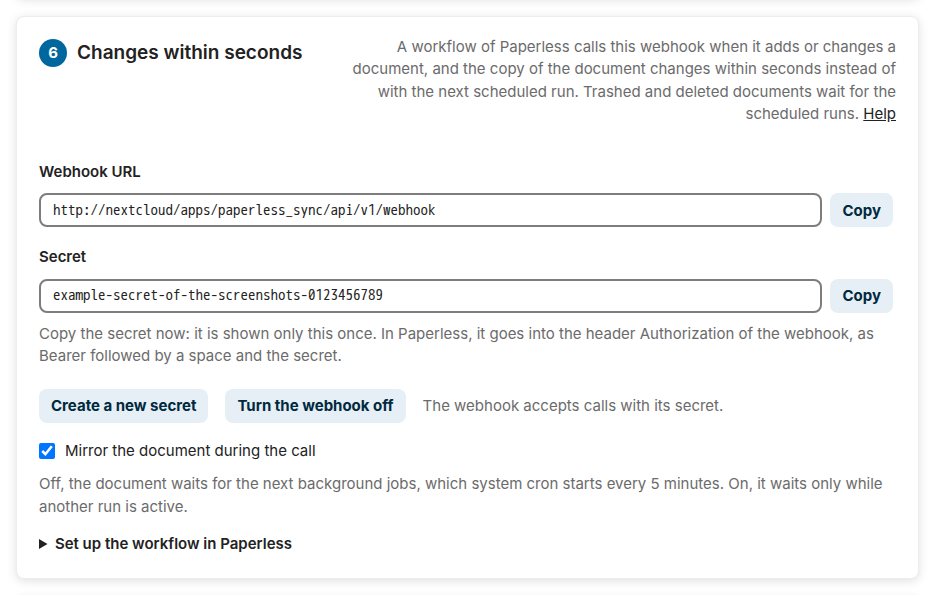 6 Changes within seconds
A workflow of Paperless calls this webhook when it adds or changes a
document, and the copy of the document changes within seconds instead of
with the next scheduled run. Trashed and deleted documents wait for the
scheduled runs. Help
Webhook URL
http://nextcloud/apps/paperless_sync/api/v1/webhook
Copy
Secret
example-secret-of-the-screenshots-0123456789
Copy
Copy the secret now: it is shown only this once. In Paperless, it goes into the header Authorization of the webhook, as
Bearer followed by a space and the secret.
Create a new secret
Turn the webhook off
The webhook accepts calls with its secret.
Mirror the document during the call
Off, the document waits for the next background jobs, which system cron starts every 5 minutes. On, it waits only while
another run is active.
Set up the workflow in Paperless